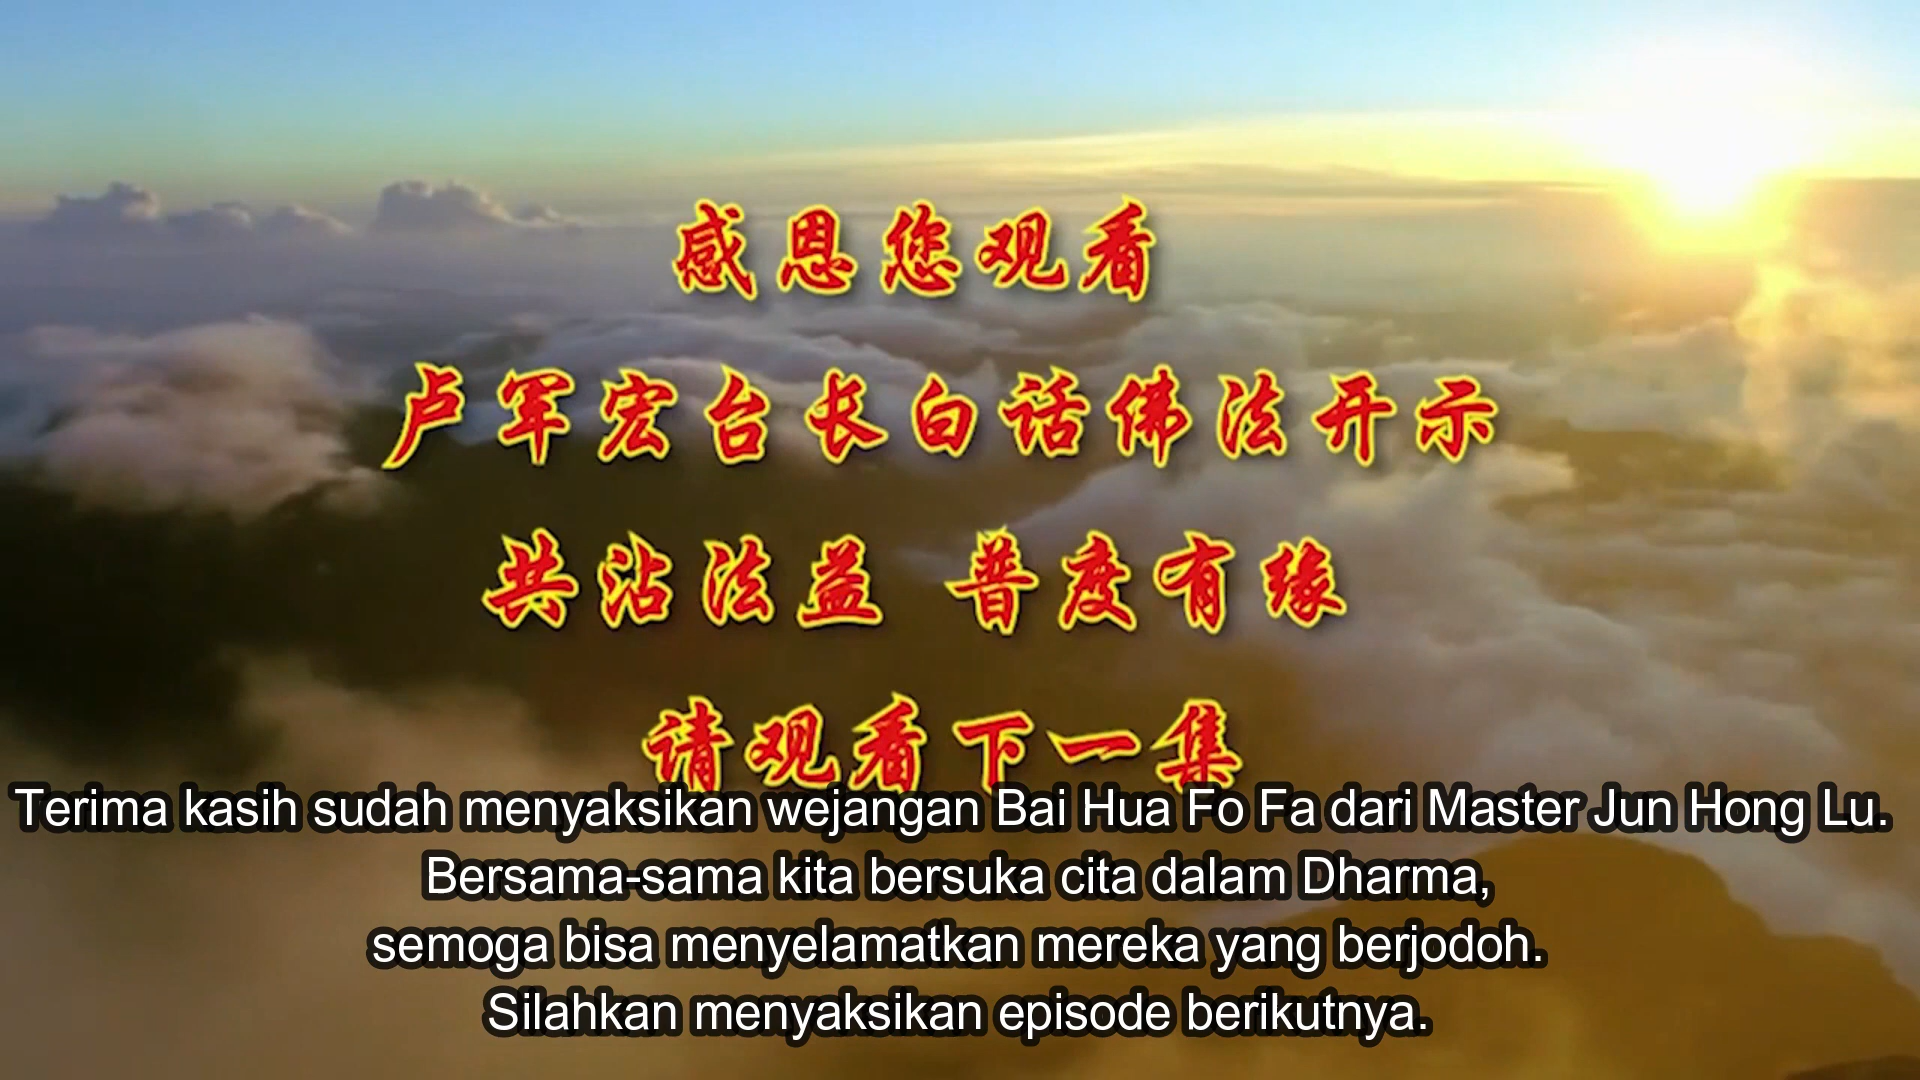 感恩您观看
卢军宏台长白话佛法开示
共沾法益 普度有缘
请观看下一集
Terima kasih sudah menyaksikan wejangan Bai Hua Fo Fa dari Master Jun Hong Lu.
Bersama-sama kita bersuka cita dalam Dharma,
semoga bisa menyelamatkan mereka yang berjodoh.
Silahkan menyaksikan episode berikutnya.